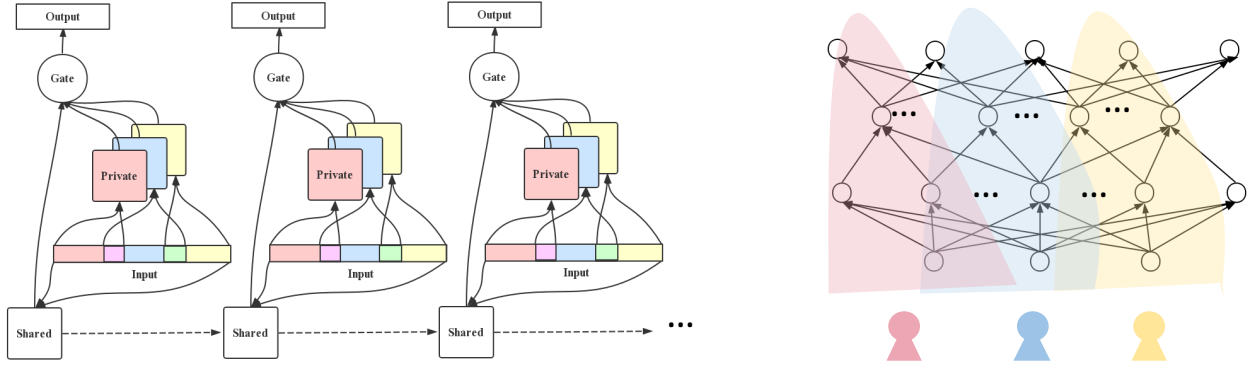 Output Output Output
Gate Gate Gate
Private Private Private
Input Input Input
Shared Shared Shared ...